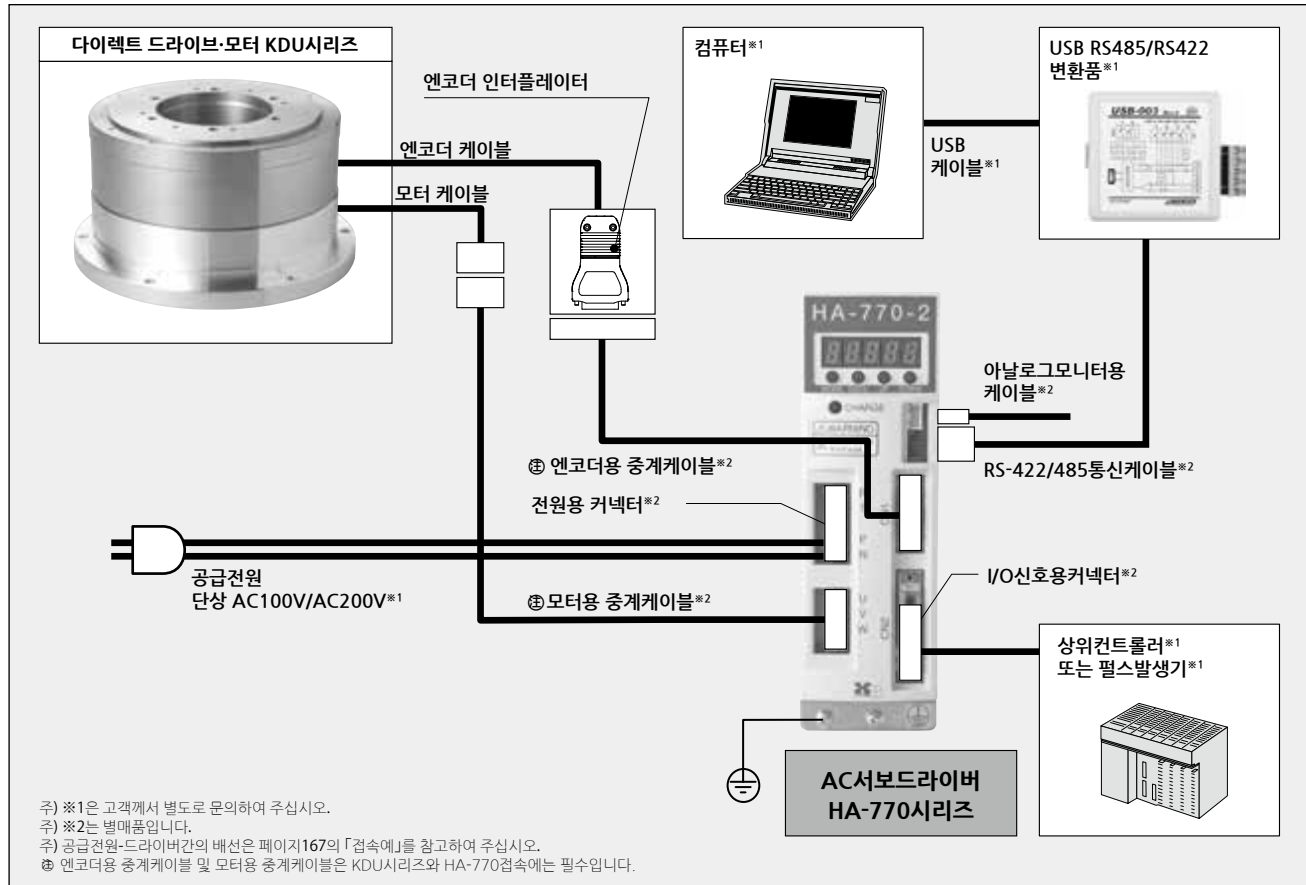 다이렉트 드라이브·모터 KDU시리즈
엔코더 인터플레이터
엔코더 케이블
모터 케이블
컴퓨터※1
USB
케이블※1
USB RS485/RS422
변환품※1
USB-003
HA-770-2
CHARGE
WARNING
아날로그모니터용
케이블※2
RS-422/485통신케이블※2
㊟ 엔코더용 중계케이블※2
전원용 커넥터※2
P
N
공급전원
단상 AC100V/AC200V※1
㊟모터용 중계케이블※2
U
V
W
CN2
I/O신호용커넥터※2
상위컨트롤러※1
또는 펄스발생기※1
AC서보드라이버
HA-770시리즈
주) ※1은 고객께서 별도로 문의하여 주십시오.
주) ※2는 별매품입니다.
주) 공급전원-드라이버간의 배선은 페이지167의 「접속예」를 참고하여 주십시오.
㊟ 엔코더용 중계케이블 및 모터용 중계케이블은 KDU시리즈와 HA-770접속에는 필수입니다.